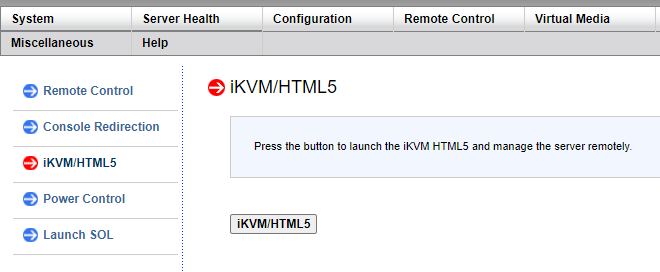 System Server Health Configuration Remote Control Virtual Media
Miscellaneous Help
Remote Control
Console Redirection
iKVM/HTML5
Power Control
Launch SOL
iKVM/HTML5
Press the button to launch the iKVM HTML5 and manage the server remotely.
iKVM/HTML5